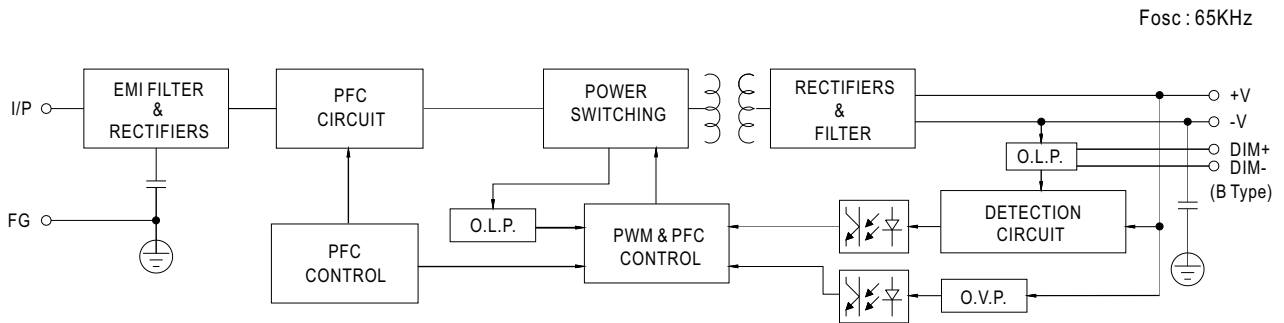 Fosc : 65KHz
I/P
EMI FILTER
&
RECTIFIERS
PFC
CIRCUIT
POWER
SWITCHING
RECTIFIERS
&
FILTER
+V
-V
O.L.P.
DIM+
DIM-
(B Type)
FG
O.L.P.
PFC
CONTROL
PWM & PFC
CONTROL
DETECTION
CIRCUIT
O.V.P.